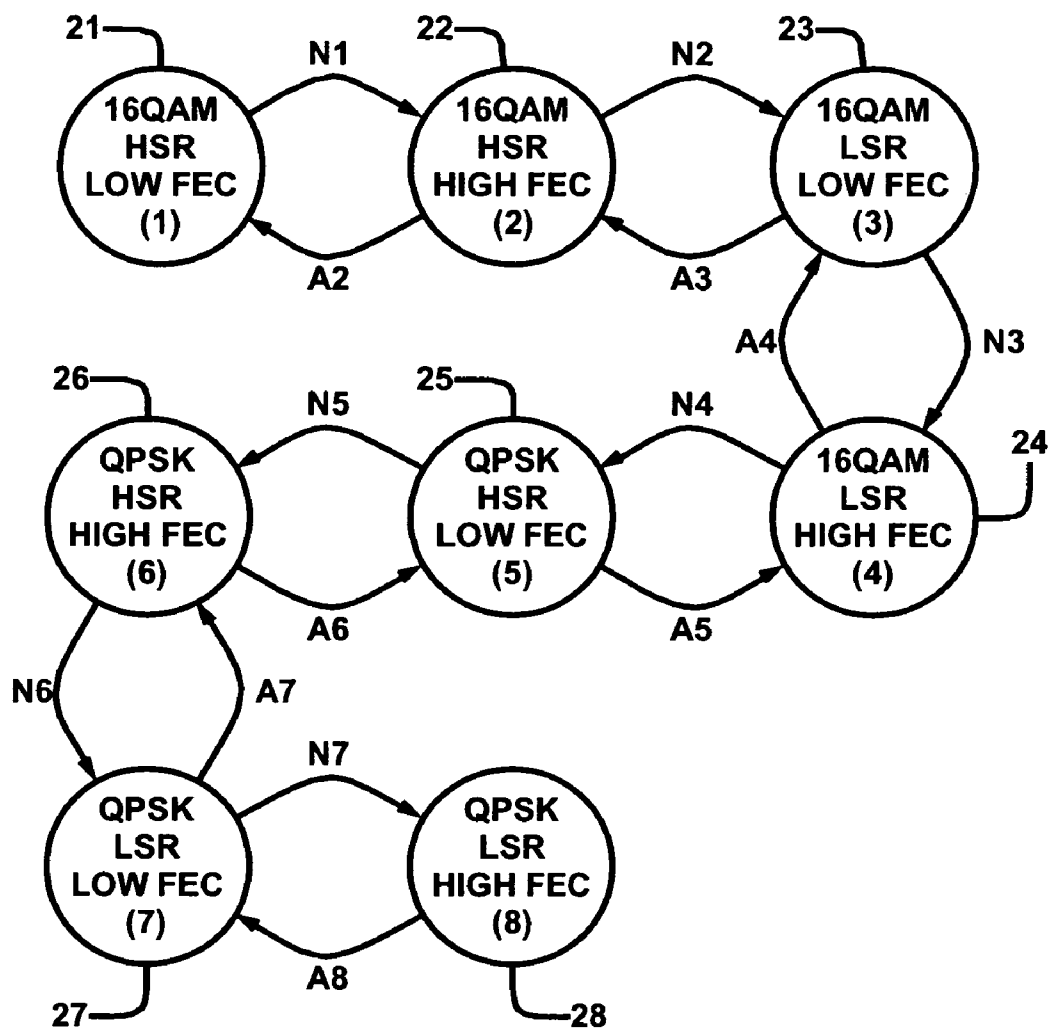 21
N1
22
N2
23
16QAM
HSR
LOW FEC
(1)
16QAM
HSR
HIGH FEC
(2)
16QAM
LSR
LOW FEC
(3)
A2
A3
A4
N3
26
N5
25
N4
24
QPSK
HSR
HIGH FEC
(6)
QPSK
HSR
LOW FEC
(5)
16QAM
LSR
HIGH FEC
(4)
A6
A5
N6
A7
N7
QPSK
LSR
LOW FEC
(7)
QPSK
LSR
HIGH FEC
(8)
A8
27
28